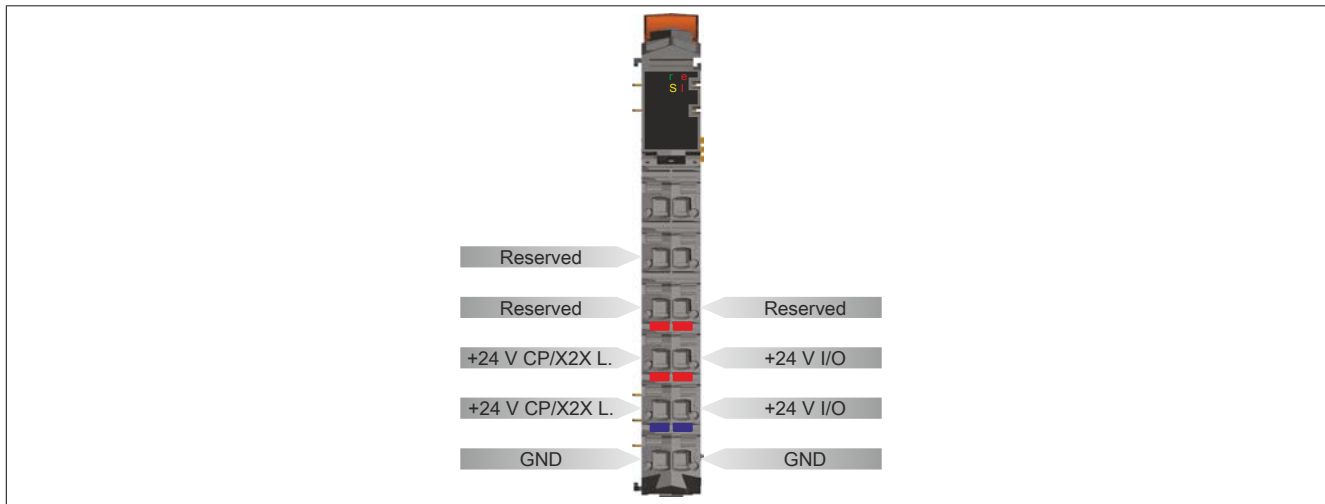 r e
S I
Reserved
Reserved Reserved
+24 V CP/X2X L. +24 V I/O
+24 V CP/X2X L. +24 V I/O
GND GND